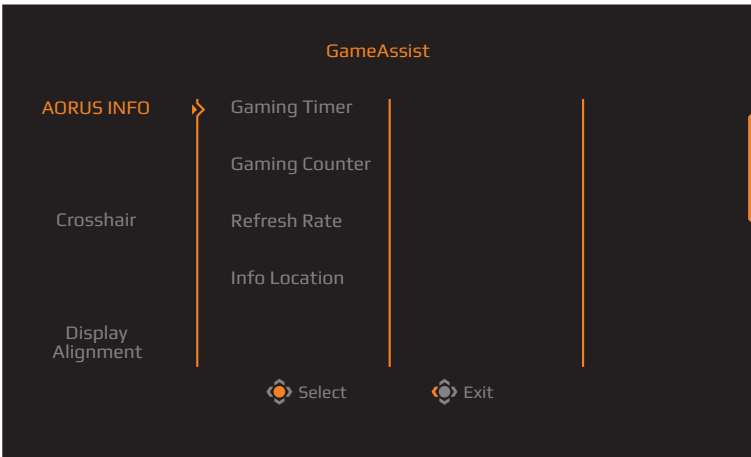 GameAssist
AORUS INFO
Gaming Timer
Gaming Counter
Crosshair
Refresh Rate
Info Location
Display
Alignment
Select
Exit